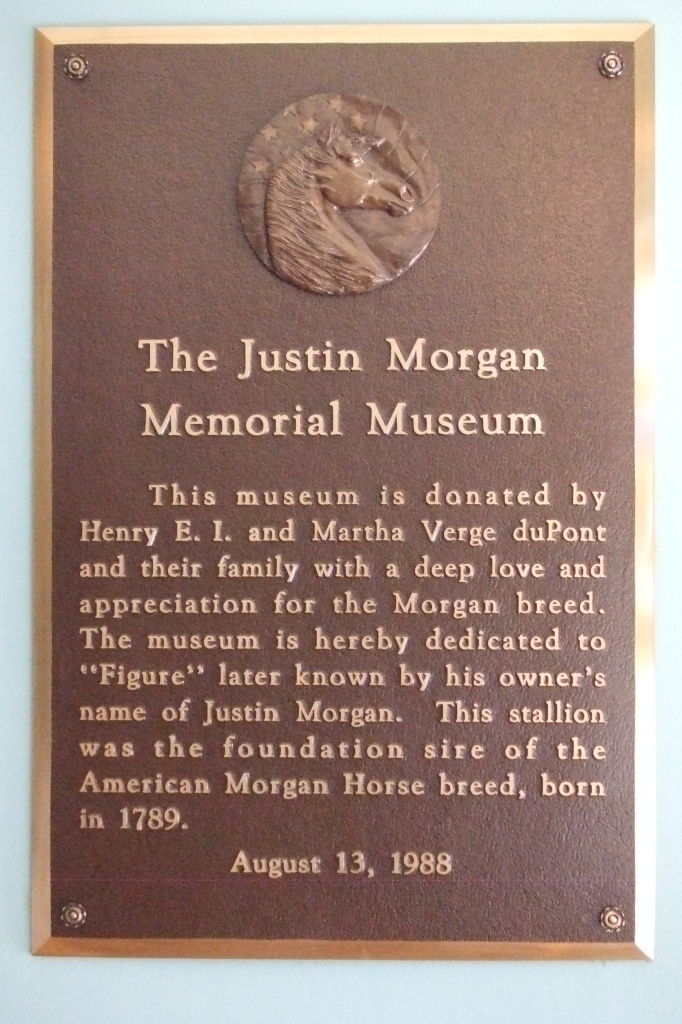 The Justin Morgan
Memorial Museum
This museum is donated by
Henry E. I. and Martha Verge duPont
and their family with a deep love and
appreciation for the Morgan breed.
The museum is hereby dedicated to
"Figure" later known by his owner's
name of Justin Morgan. This stallion
was the foundation sire of the
American Morgan Horse breed, born
in 1789.
August 13, 1988